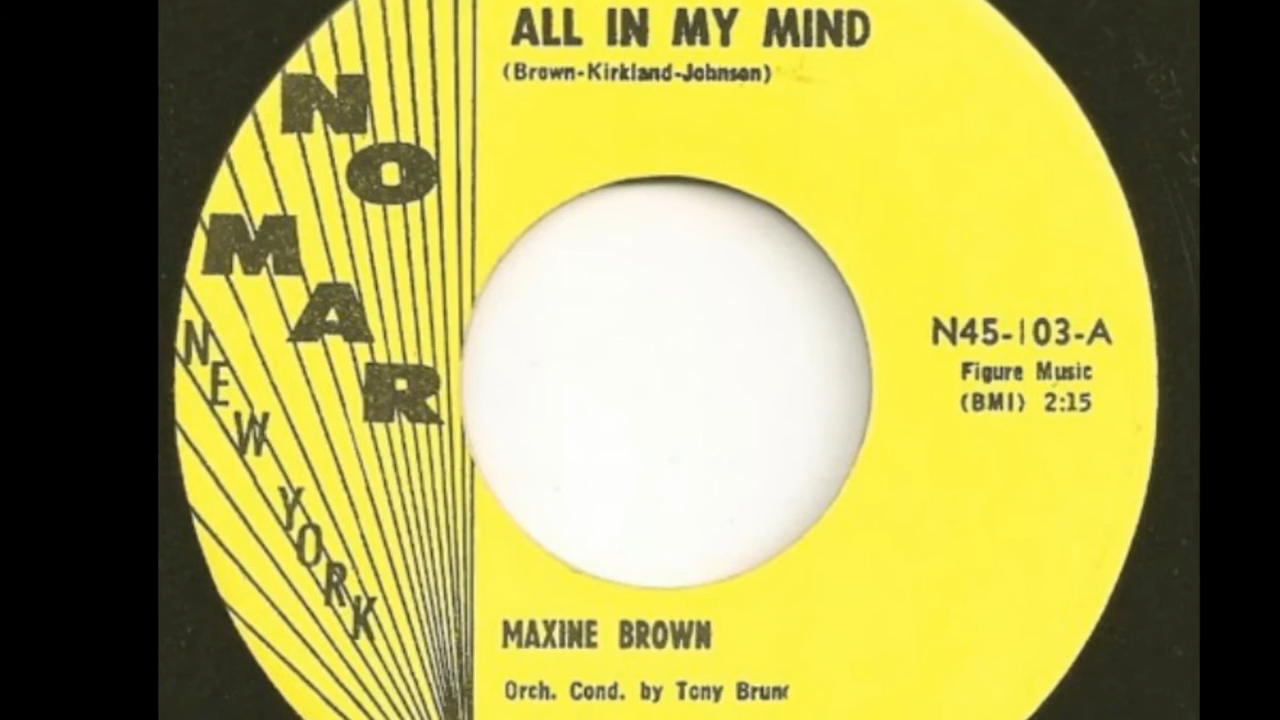 ALL IN MY MIND
(Brown-Kirkland-Johnson)
NOMAR
NEW YORK
N45-103-A
Figure Music
(BMI) 2:15
MAXINE BROWN
Orch. Cond. by Tony